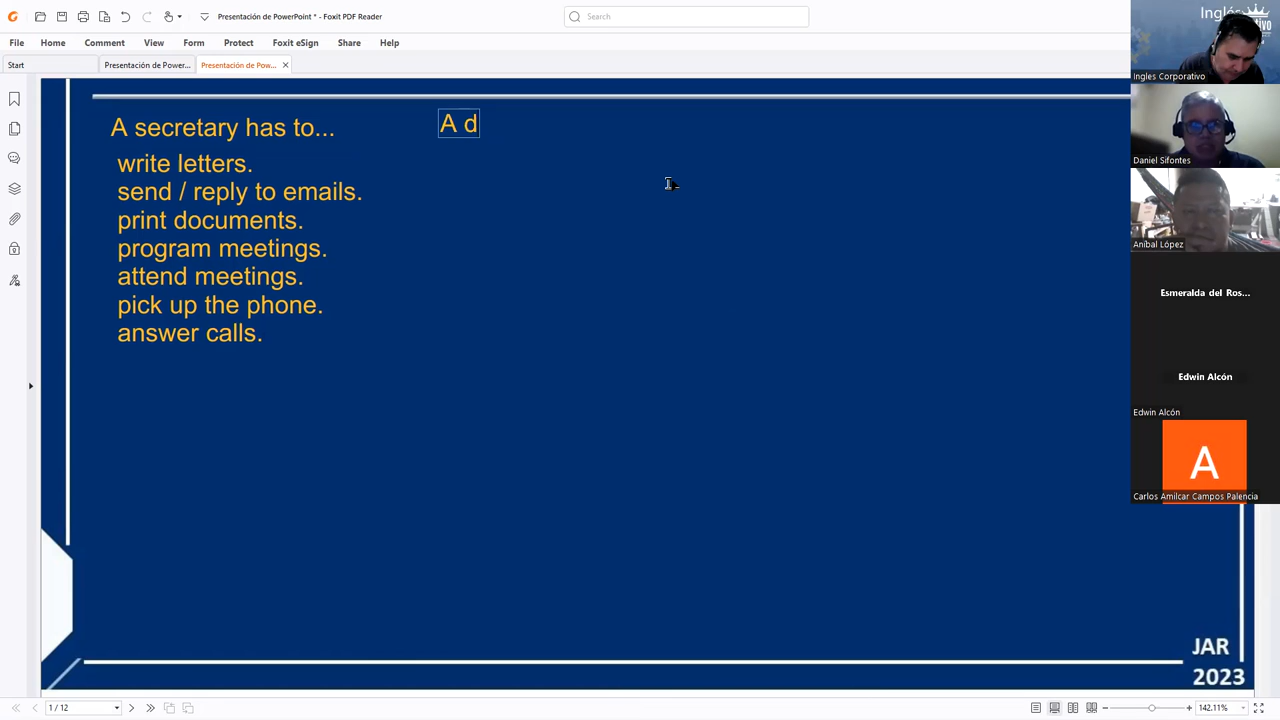 Presentación de PowerPoint * - Foxit PDF Reader
Search
File Home Comment View Form Protect Foxit eSign Share Help
Start
Presentación de Power...
Presentación de Pow...
A secretary has to...
write letters.
send / reply to emails.
print documents.
program meetings.
attend meetings.
pick up the phone.
answer calls.
A d
JAR
2023
Inglés
Ingles Corporativo
Daniel Sifontes
Aníbal López
Esmeralda del Ros...
Edwin Alcón
Edwin Alcón
A
Carlos Amilcar Campos Palencia
1 / 12
142.11%